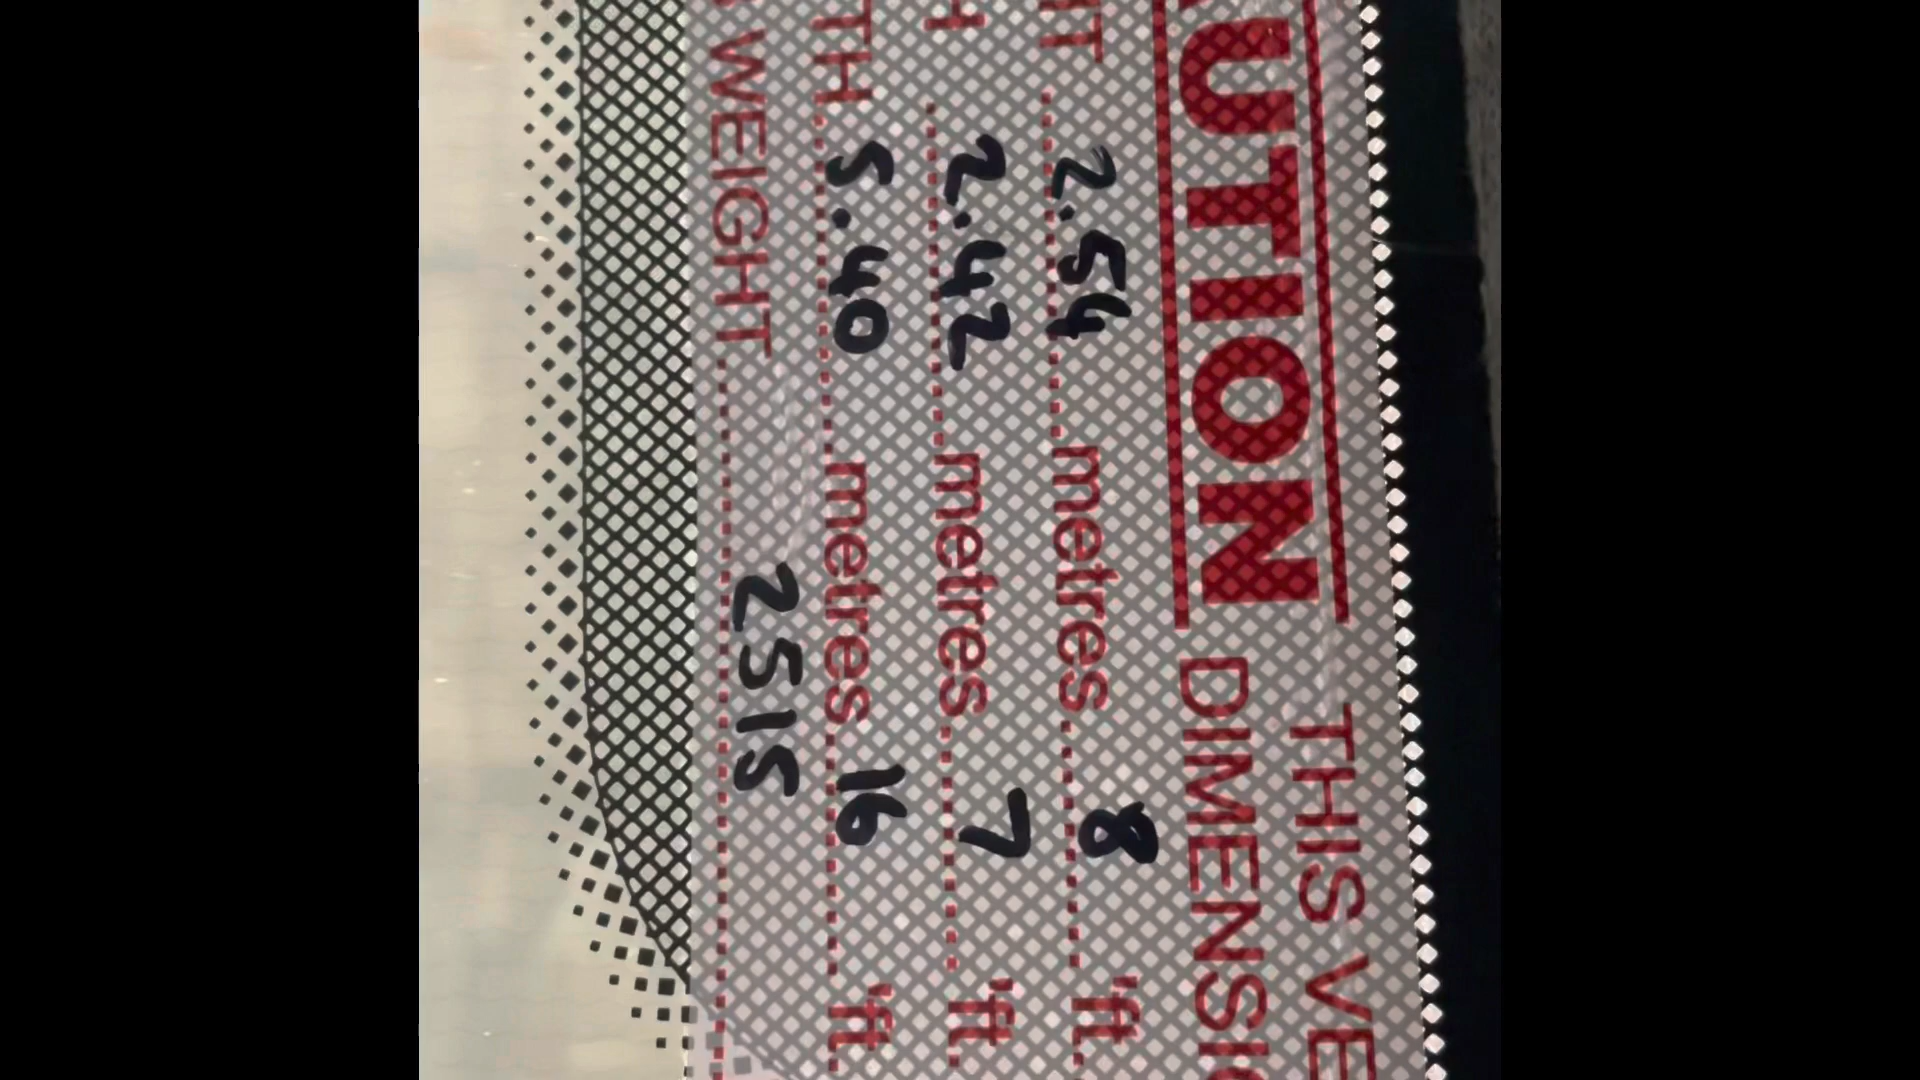 UTION THIS VE
DIMENSIO
HT 2.54 metres 8 'ft
H 2.42 metres 7 'ft
TH 5.40 metres 16 'ft
S WEIGHT 2515